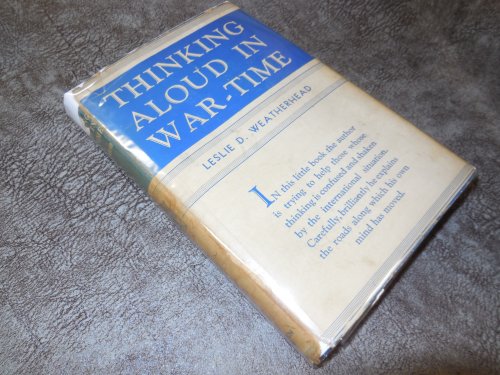 THINKING
ALOUD IN
WAR-TIME
LESLIE D. WEATHERHEAD
IN this little book the author
is trying to help those whose
thinking is confused and shaken
by the international situation.
Carefully, brilliantly he explains
the roads along which his own
mind has moved.